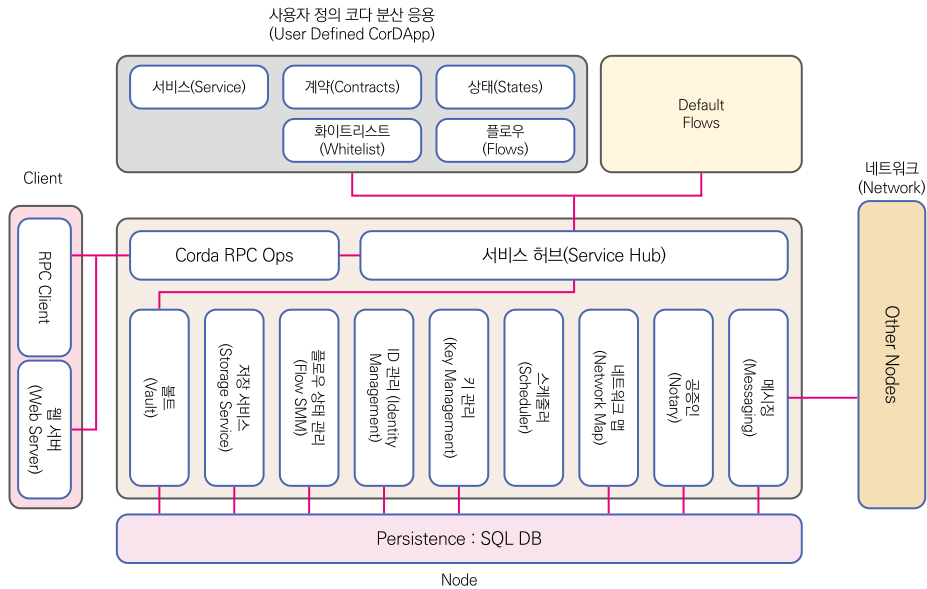 사용자 정의 코다 분산 응용
(User Defined CorDApp)
서비스(Service)
계약(Contracts)
상태(States)
화이트리스트
(Whitelist)
플로우
(Flows)
Default
Flows
Client
RPC Client
웹 서버
(Web Server)
네트워크
(Network)
Other Nodes
Corda RPC Ops
서비스 허브(Service Hub)
볼트
(Vault)
저장 서비스
(Storage Service)
플로우 상태 관리
(Flow SMM)
ID 관리 (Identity
Management)
키 관리
(Key Management)
스케줄러
(Scheduler)
네트워크 맵
(Network Map)
공증인
(Notary)
메시징
(Messaging)
Persistence : SQL DB
Node